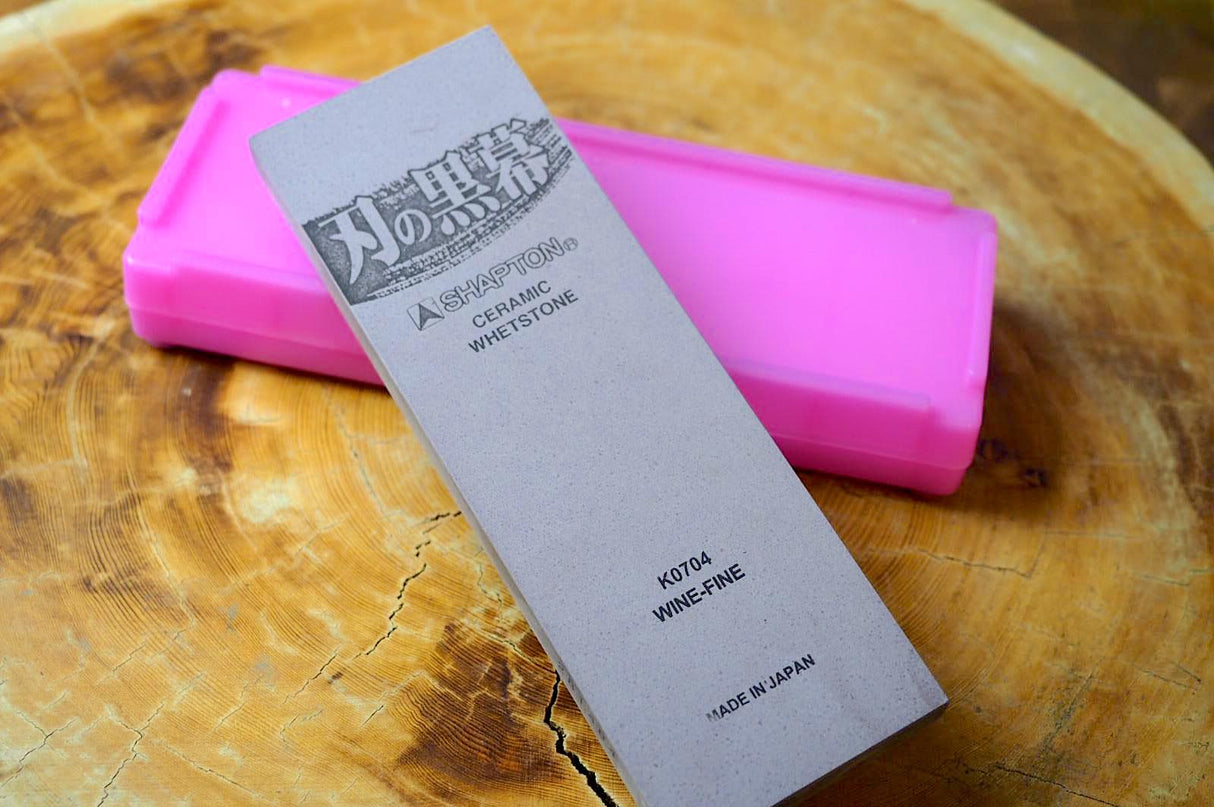 刃の黒幕
SHAPTON®
CERAMIC
WHETSTONE
K0704
WINE-FINE
MADE IN JAPAN